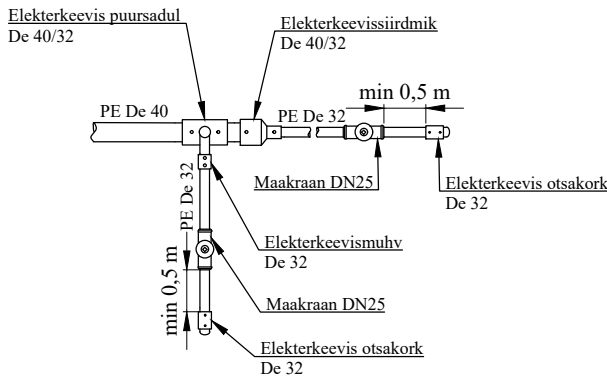 Elekterkeevis puursadul
De 40/32
Elekterkeevissiirdmik
De 40/32
min 0,5 m
PE De 40
PE De 32
Maakraan DN25
Elekterkeevis otsakork
De 32
PE De 32
Elekterkeevismuhv
De 32
min 0,5 m
Maakraan DN25
Elekterkeevis otsakork
De 32